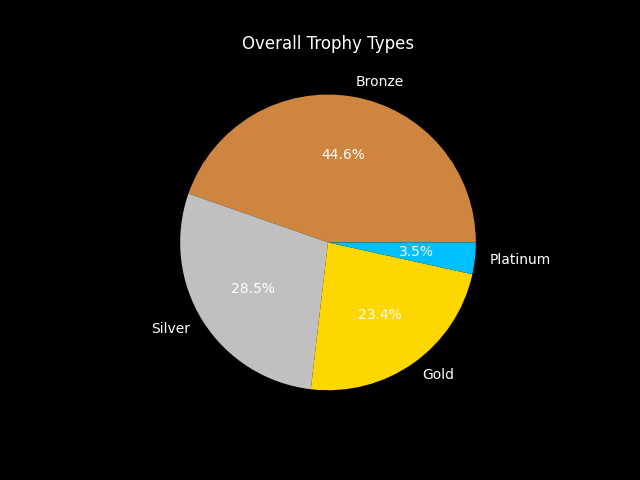 Overall Trophy Types
Bronze
44.6%
3.5%
Platinum
28.5%
23.4%
Silver
Gold